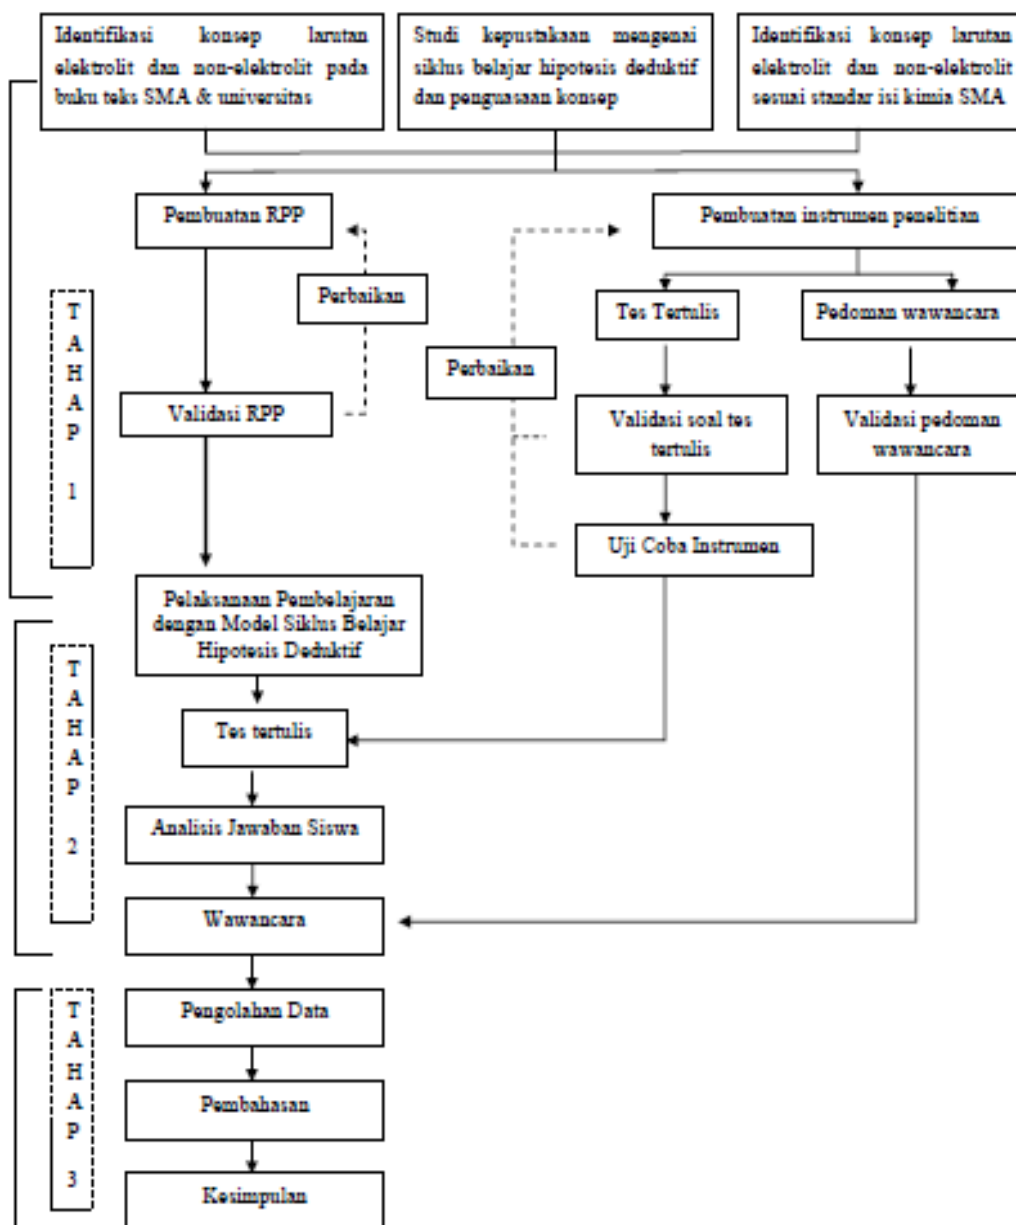 Identifikasi konsep larutan
elektrolit dan non-elektrolit pada
buku teks SMA & universitas
Studi kepustakaan mengenai
siklus belajar hipotesis deduktif
dan penguasaan konsep
Identifikasi konsep larutan
elektrolit dan non-elektrolit
sesuai standar isi kimia SMA
Pembuatan RPP
Pembuatan instrumen penelitian
Perbaikan
Tes Tertulis
Pedoman wawancara
Perbaikan
Validasi RPP
Validasi soal tes
tertulis
Validasi pedoman
wawancara
Uji Coba Instrumen
T
A
H
A
P
1
Pelaksanaan Pembelajaran
dengan Model Siklus Belajar
Hipotesis Deduktif
Tes tertulis
Analisis Jawaban Siswa
Wawancara
T
A
H
A
P
2
Pengolahan Data
Pembahasan
Kesimpulan
T
A
H
A
P
3